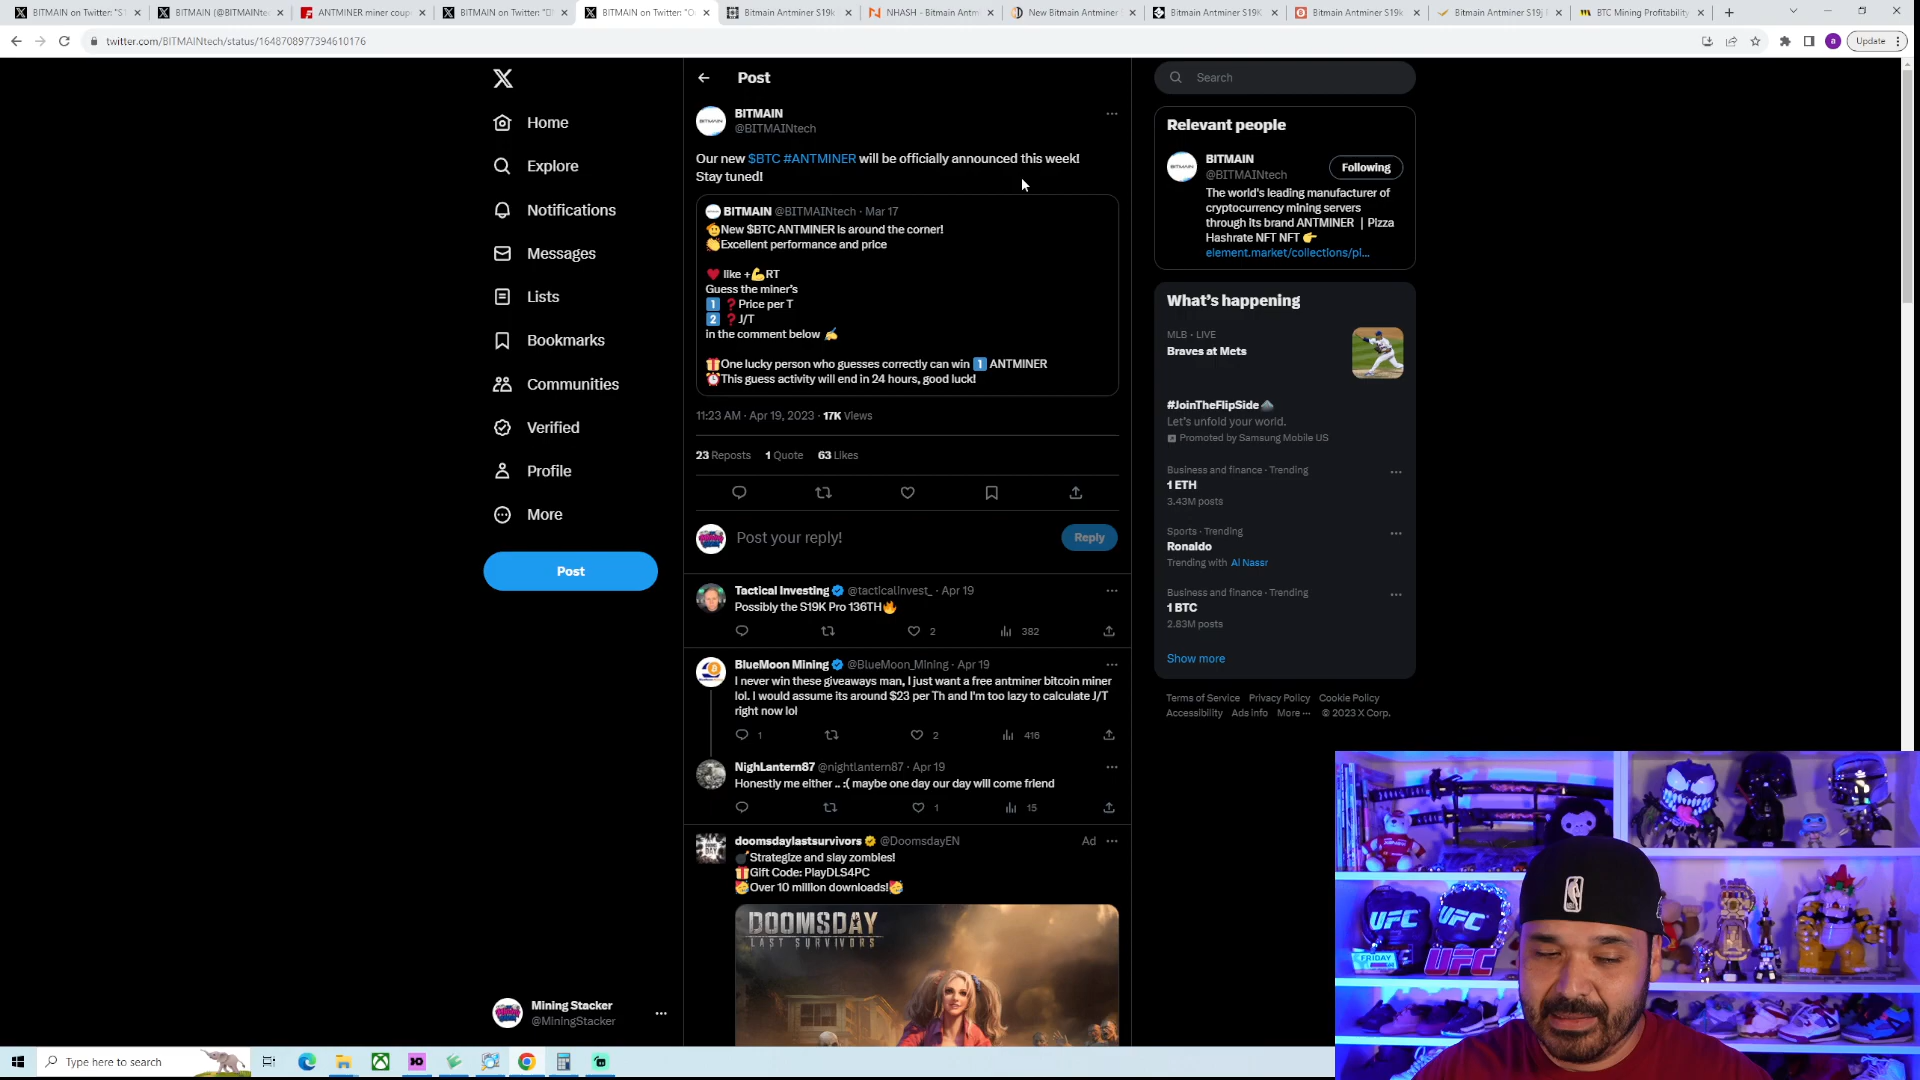 BITMAIN on Twitter: "S
BITMAIN (@BITMAINte
ANTMINER miner coup
BITMAIN on Twitter: "
BITMAIN on Twitter: "O
Bitmain Antminer S19k
NHASH - Bitmain Antm
New Bitmain Antminer
Bitmain Antminer S19K
Bitmain Antminer S19k
Bitmain Antminer S19j
BTC Mining Profitability
twitter.com/BITMAINtech/status/1648708977394610176
a
Update
Home
Explore
Notifications
Messages
Lists
Bookmarks
Communities
Verified
Profile
More
Post
Mining Stacker
@MiningStacker
Post
BITMAIN
@BITMAINtech
Our new $BTC #ANTMINER will be officially announced this week!
Stay tuned!
BITMAIN @BITMAINtech · Mar 17
🫡New $BTC ANTMINER is around the corner!
👏Excellent performance and price
❤️ like +💪RT
Guess the miner's
1️⃣ ❓Price per T
2️⃣ ❓J/T
in the comment below ✍️
🎁One lucky person who guesses correctly can win 1️⃣ ANTMINER
⏰This guess activity will end in 24 hours, good luck!
11:23 AM · Apr 19, 2023 · 17K Views
23 Reposts 1 Quote 63 Likes
Post your reply!
Reply
Tactical Investing @tacticalinvest_ · Apr 19
Possibly the S19K Pro 136TH🔥
2 382
BlueMoon Mining @BlueMoon_Mining · Apr 19
I never win these giveaways man, I just want a free antminer bitcoin miner
lol. I would assume its around $23 per Th and I'm too lazy to calculate J/T
right now lol
1 2 416
NighLantern87 @nightlantern87 · Apr 19
Honestly me either .. :( maybe one day our day will come friend
1 15
doomsdaylastsurvivors @DoomsdayEN Ad
💣Strategize and slay zombies!
🎁Gift Code: PlayDLS4PC
🥳Over 10 million downloads!🥳
DOOMSDAY
LAST SURVIVORS
Search
Relevant people
BITMAIN
@BITMAINtech
Following
The world's leading manufacturer of
cryptocurrency mining servers
through its brand ANTMINER | Pizza
Hashrate NFT NFT 👉
element.market/collections/pi...
What's happening
MLB · LIVE
Braves at Mets
#JoinTheFlipSide
Let's unfold your world.
Promoted by Samsung Mobile US
Business and finance · Trending
1 ETH
3.43M posts
Sports · Trending
Ronaldo
Trending with Al Nassr
Business and finance · Trending
1 BTC
2.83M posts
Show more
Terms of Service Privacy Policy Cookie Policy
Accessibility Ads info More ··· © 2023 X Corp.
UFC
UFC
FRIDAY
UFC
Type here to search